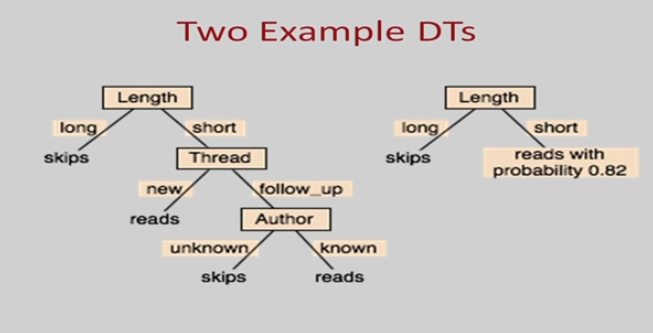 Two Example DTs
Length
long
short
skips
Thread
new
follow_up
reads
Author
unknown
known
skips
reads
Length
long
short
skips
reads with
probability 0.82